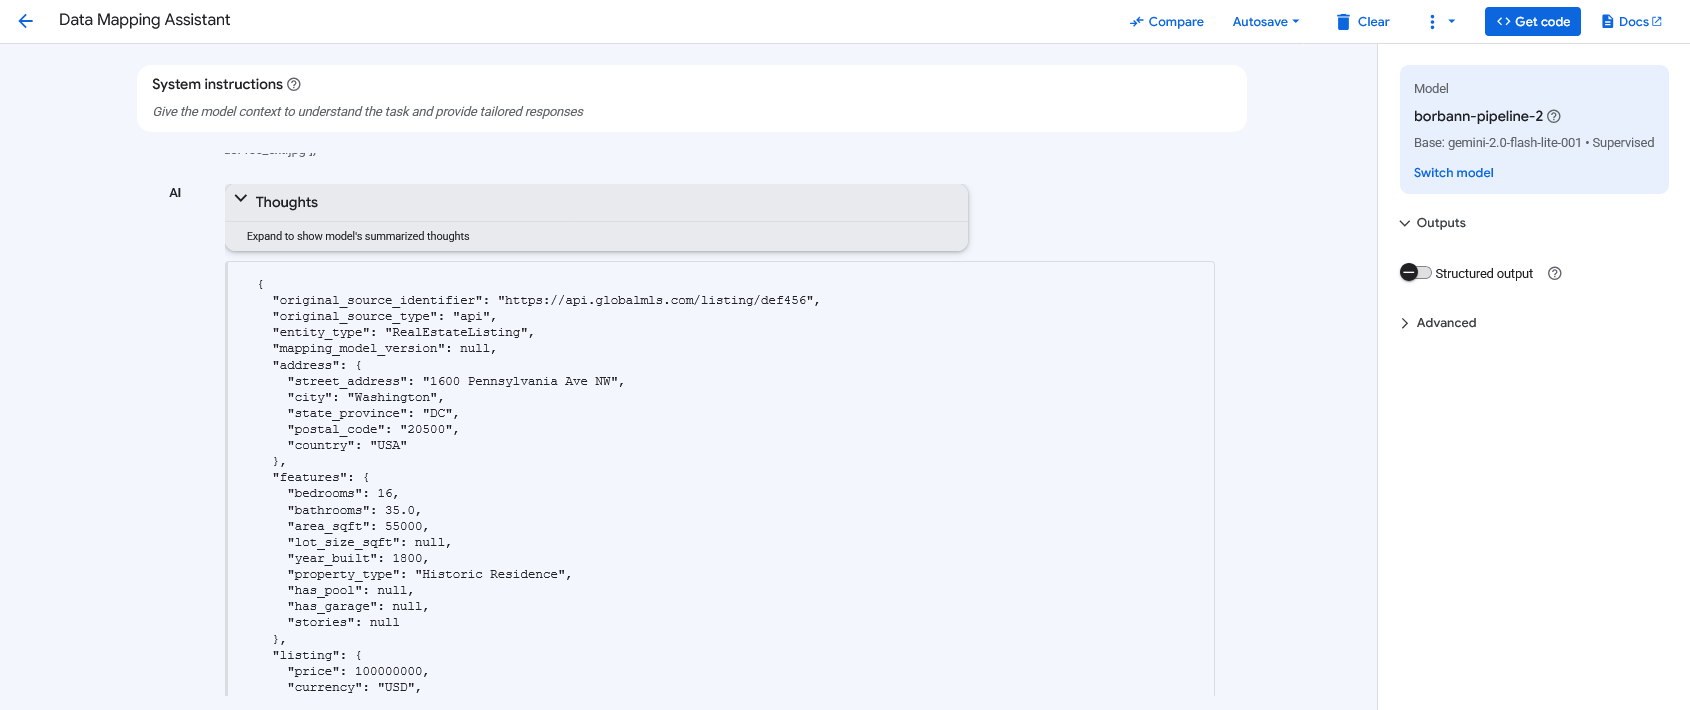 Data Mapping Assistant
Compare
Autosave
Clear
Get code
Docs
System instructions
Give the model context to understand the task and provide tailored responses
AI
Thoughts
Expand to show model's summarized thoughts
{
"original_source_identifier": "https://api.globalmls.com/listing/def456",
"original_source_type": "api",
"entity_type": "RealEstateListing",
"mapping_model_version": null,
"address": {
"street_address": "1600 Pennsylvania Ave NW",
"city": "Washington",
"state_province": "DC",
"postal_code": "20500",
"country": "USA"
},
"features": {
"bedrooms": 16,
"bathrooms": 35.0,
"area_sqft": 55000,
"lot_size_sqft": null,
"year_built": 1800,
"property_type": "Historic Residence",
"has_pool": null,
"has_garage": null,
"stories": null
},
"listing": {
"price": 100000000,
"currency": "USD",
Model
borbann-pipeline-2
Base: gemini-2.0-flash-lite-001 • Supervised
Switch model
Outputs
Structured output
Advanced